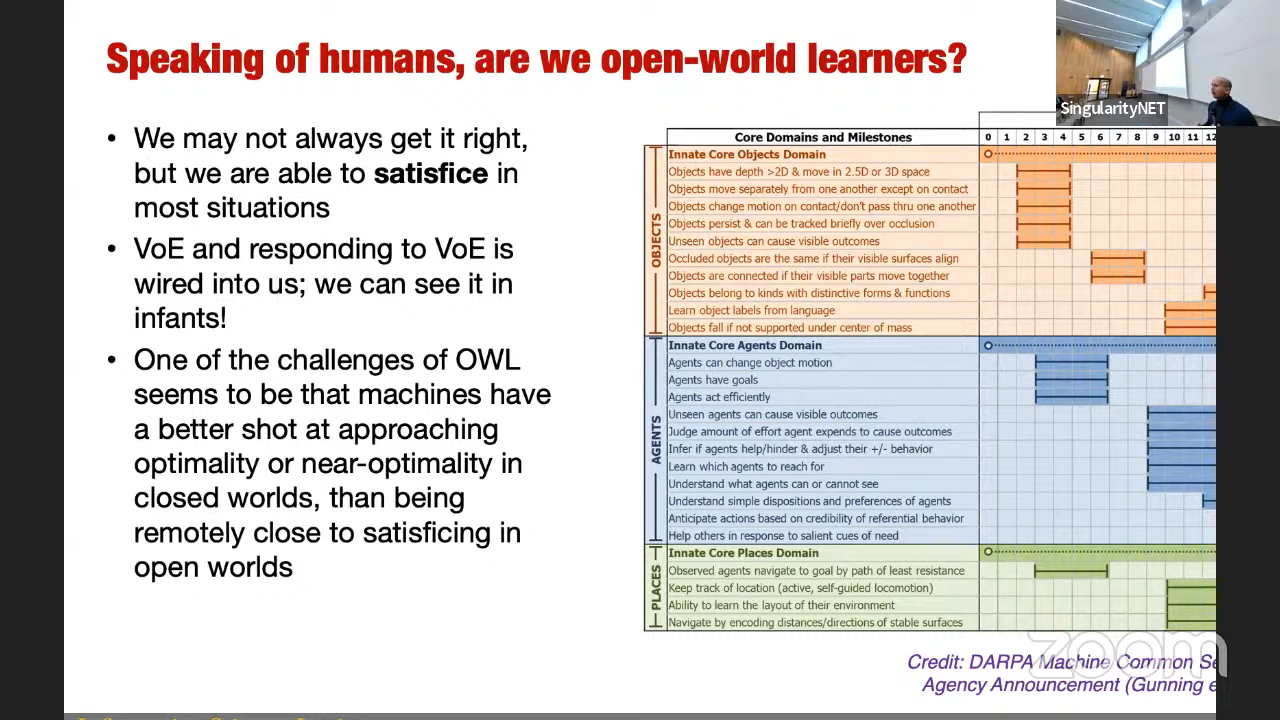 Speaking of humans, are we open-world learners?
SingularityNET
• We may not always get it right,
but we are able to satisfice in
most situations
• VoE and responding to VoE is
wired into us; we can see it in
infants!
• One of the challenges of OWL
seems to be that machines have
a better shot at approaching
optimality or near-optimality in
closed worlds, than being
remotely close to satisficing in
open worlds
Core Domains and Milestones 0 1 2 3 4 5 6 7 8 9 10 11 12
OBJECTS
Innate Core Objects Domain
Objects have depth >2D & move in 2.5D or 3D space
Objects move separately from one another except on contact
Objects change motion on contact/don't pass thru one another
Objects persist & can be tracked briefly over occlusion
Unseen objects can cause visible outcomes
Occluded objects are the same if their visible surfaces align
Objects are connected if their visible parts move together
Objects belong to kinds with distinctive forms & functions
Learn object labels from language
Objects fall if not supported under center of mass
AGENTS
Innate Core Agents Domain
Agents can change object motion
Agents have goals
Agents act efficiently
Unseen agents can cause visible outcomes
Judge amount of effort agent expends to cause outcomes
Infer if agents help/hinder & adjust their +/- behavior
Learn which agents to reach for
Understand what agents can or cannot see
Understand simple dispositions and preferences of agents
Anticipate actions based on credibility of referential behavior
Help others in response to salient cues of need
PLACES
Innate Core Places Domain
Observed agents navigate to goal by path of least resistance
Keep track of location (active, self-guided locomotion)
Ability to learn the layout of their environment
Navigate by encoding distances/directions of stable surfaces
zoom
Credit: DARPA Machine Common Se
Agency Announcement (Gunning e